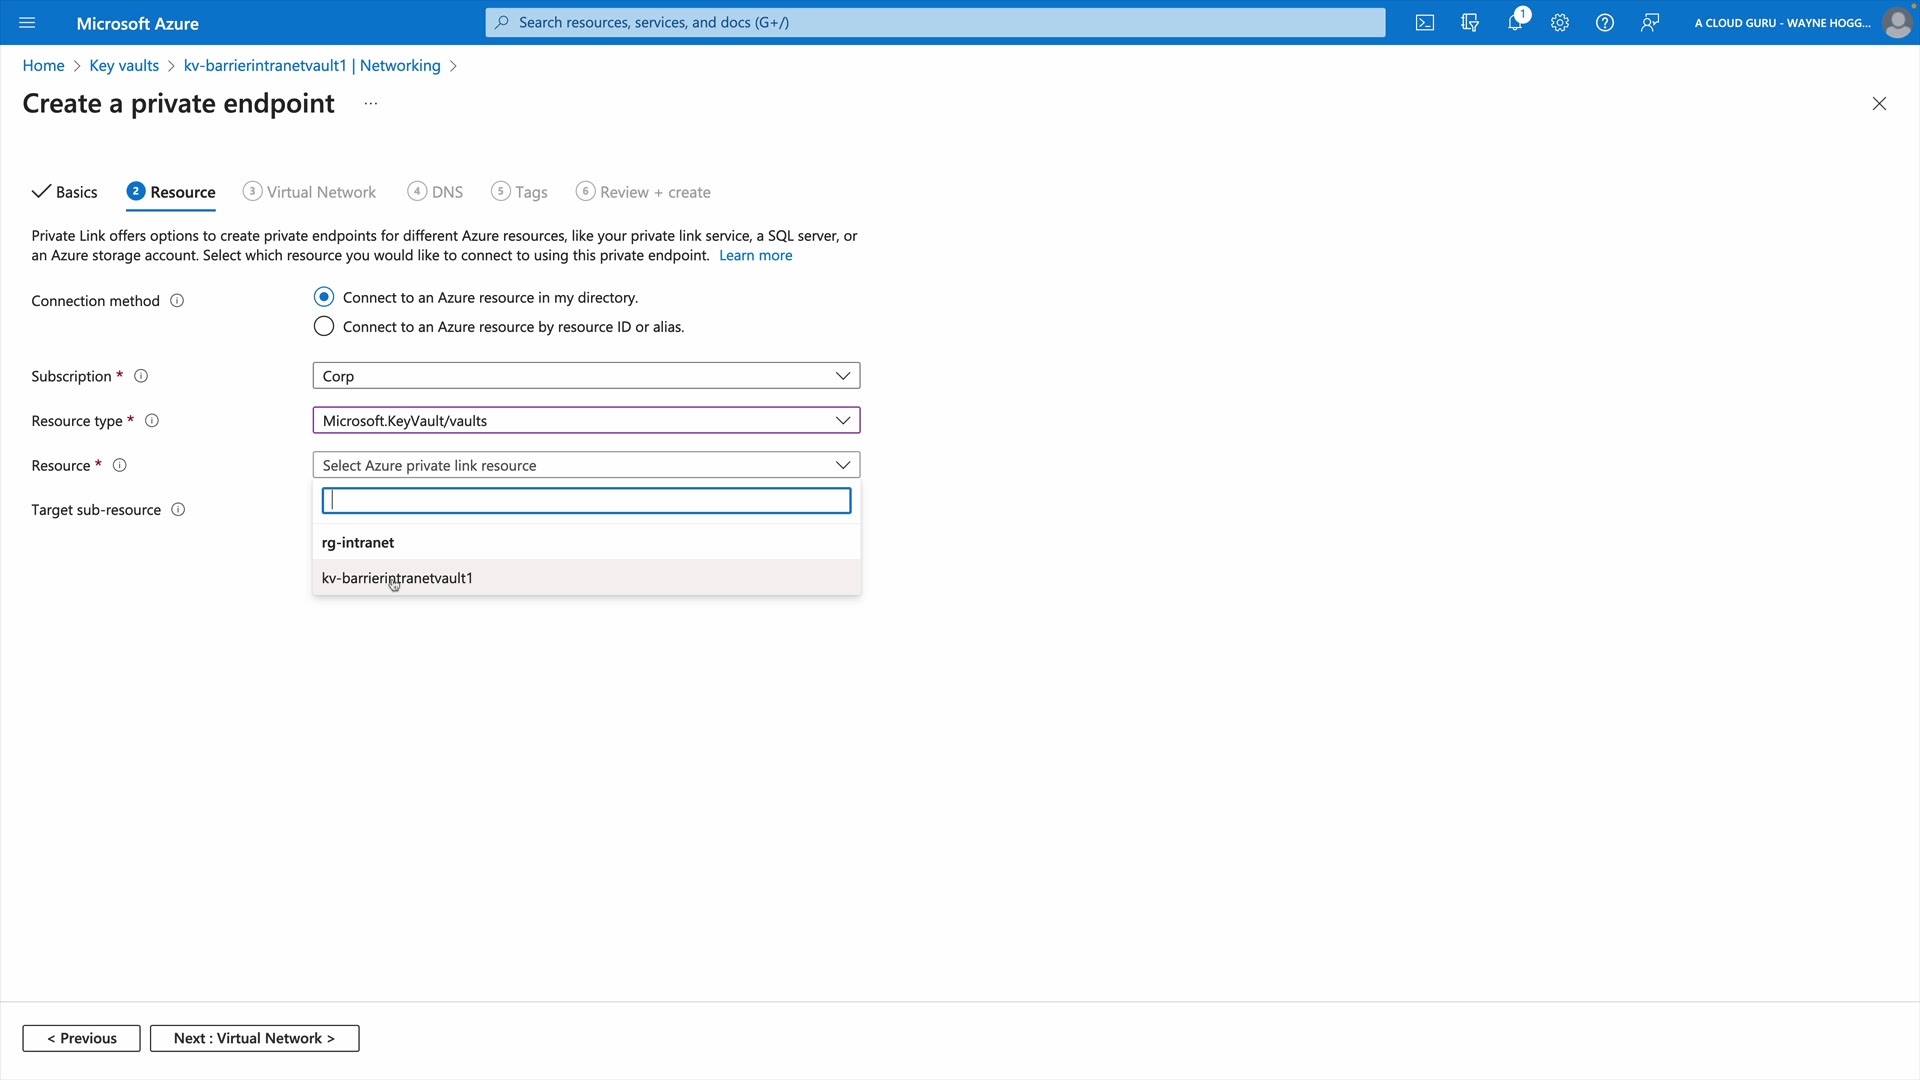 Microsoft Azure
Search resources, services, and docs (G+/)
1
A CLOUD GURU - WAYNE HOGG...
Home > Key vaults > kv-barrierintranetvault1 | Networking >
Create a private endpoint ...
Basics 2 Resource 3 Virtual Network 4 DNS 5 Tags 6 Review + create
Private Link offers options to create private endpoints for different Azure resources, like your private link service, a SQL server, or
an Azure storage account. Select which resource you would like to connect to using this private endpoint. Learn more
Connection method
Connect to an Azure resource in my directory.
Connect to an Azure resource by resource ID or alias.
Subscription *
Corp
Resource type *
Microsoft.KeyVault/vaults
Resource *
Select Azure private link resource
Target sub-resource
rg-intranet
kv-barrierintranetvault1
< Previous
Next : Virtual Network >